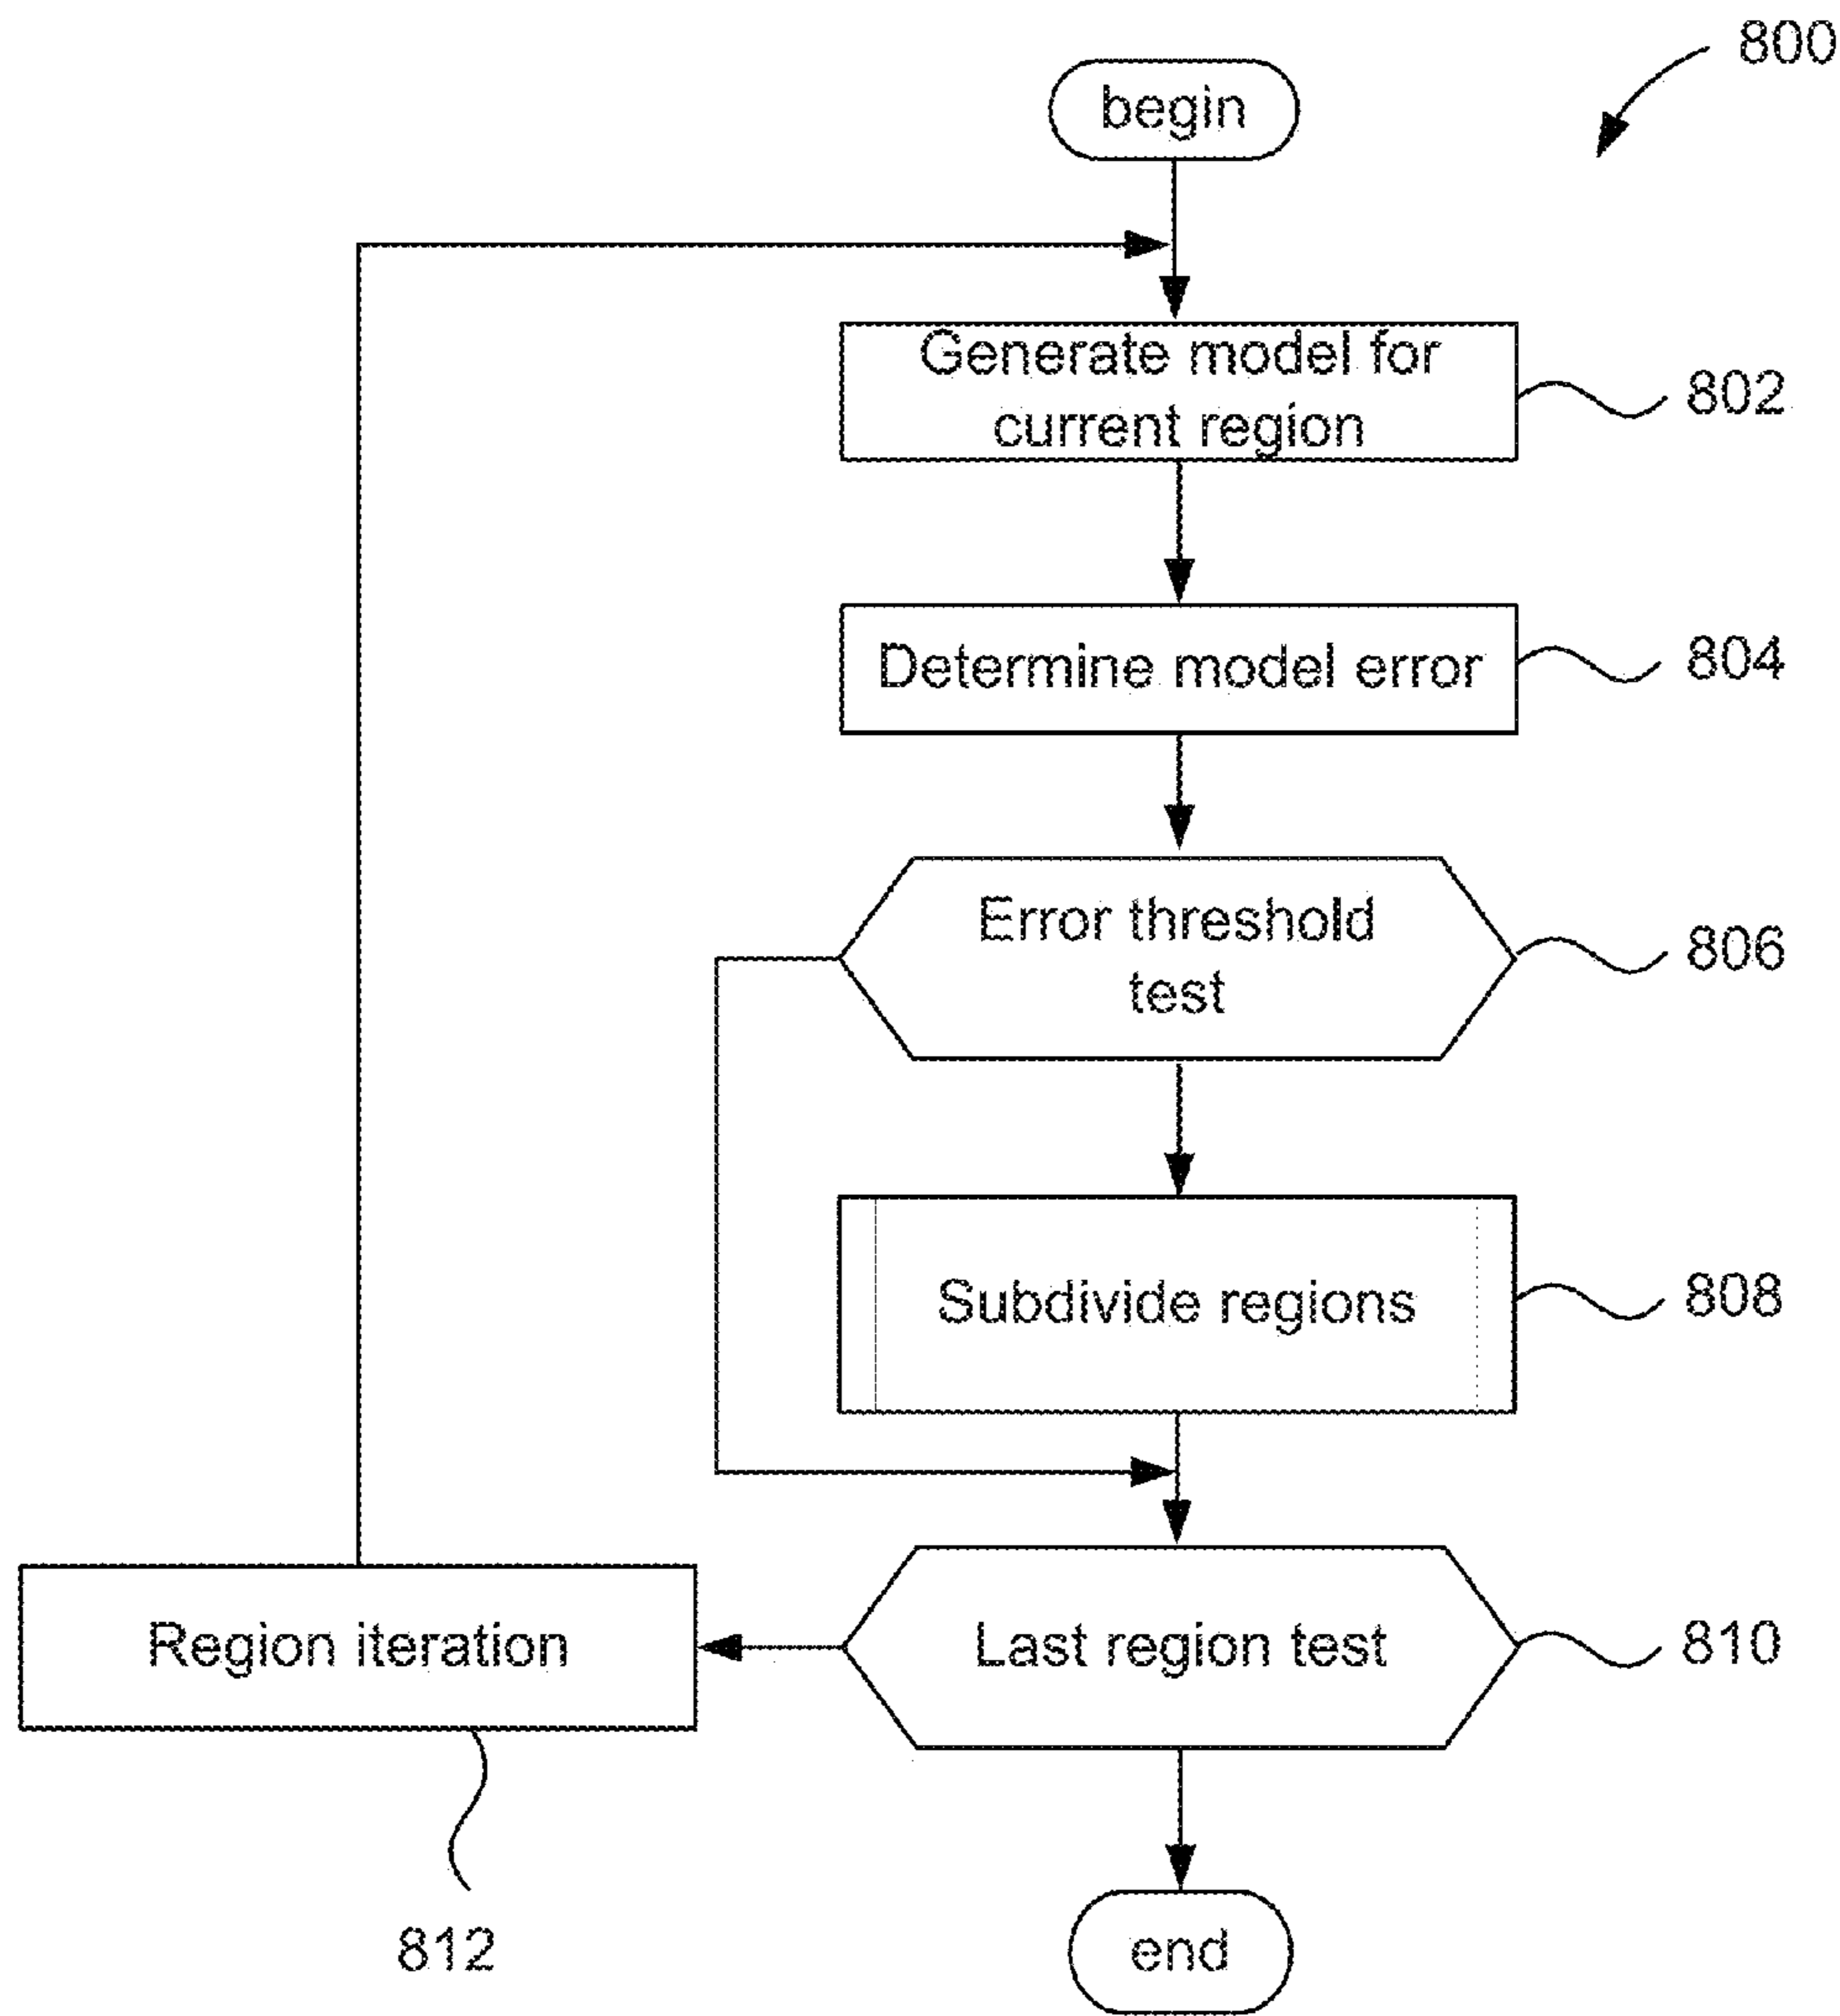 800
begin
Generate model for
current region
802
Determine model error
804
Error threshold
test
806
Subdivide regions
808
Region iteration
Last region test
810
812
end